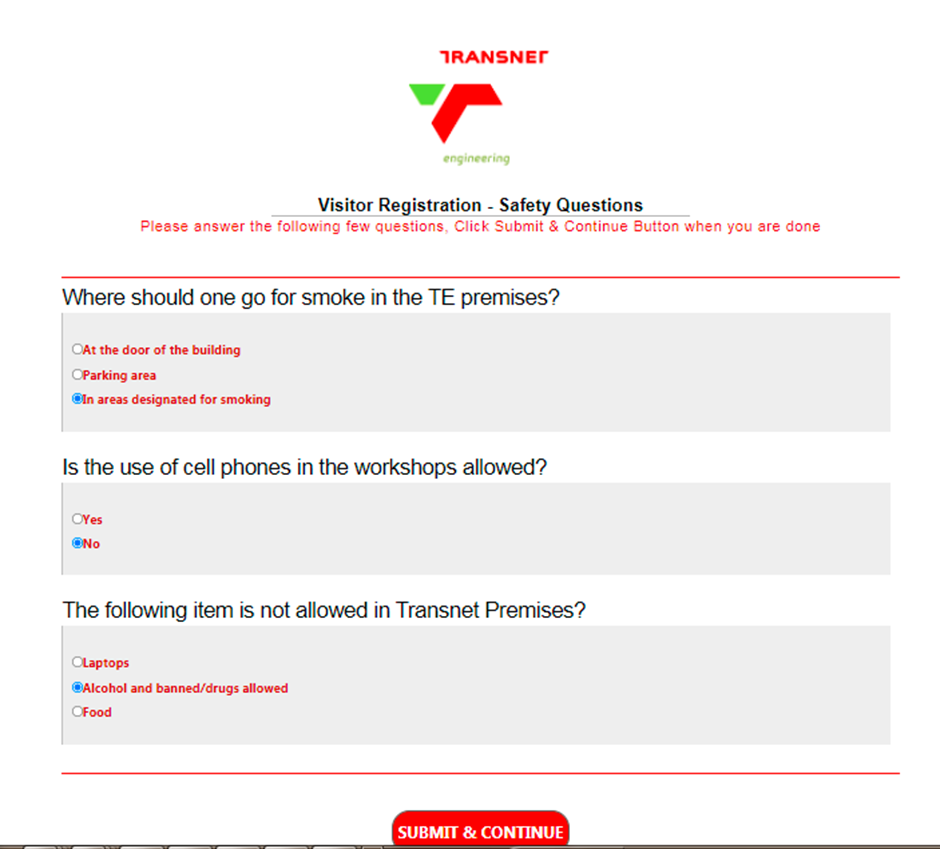 TRANSNET
engineering
Visitor Registration - Safety Questions
Please answer the following few questions, Click Submit & Continue Button when you are done
Where should one go for smoke in the TE premises?
At the door of the building
Parking area
In areas designated for smoking
Is the use of cell phones in the workshops allowed?
Yes
No
The following item is not allowed in Transnet Premises?
Laptops
Alcohol and banned/drugs allowed
Food
SUBMIT & CONTINUE